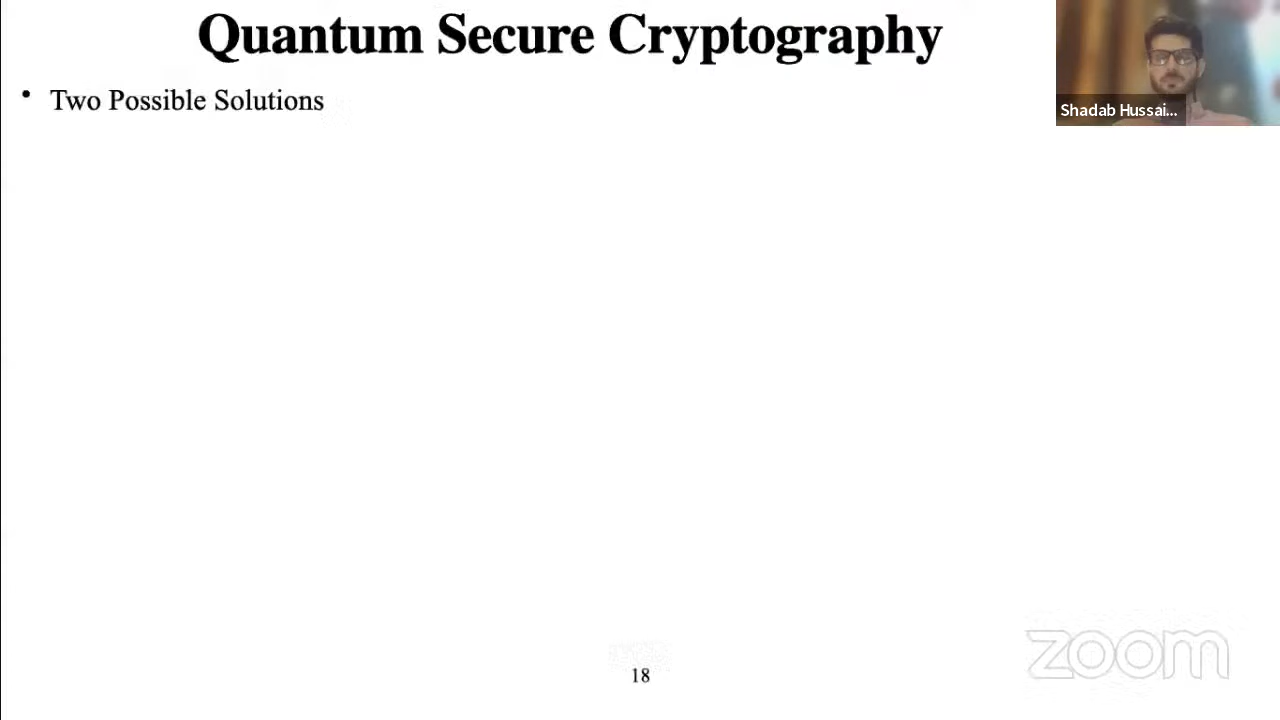 Quantum Secure Cryptography
• Two Possible Solutions
Shadab Hussai...
18
zoom